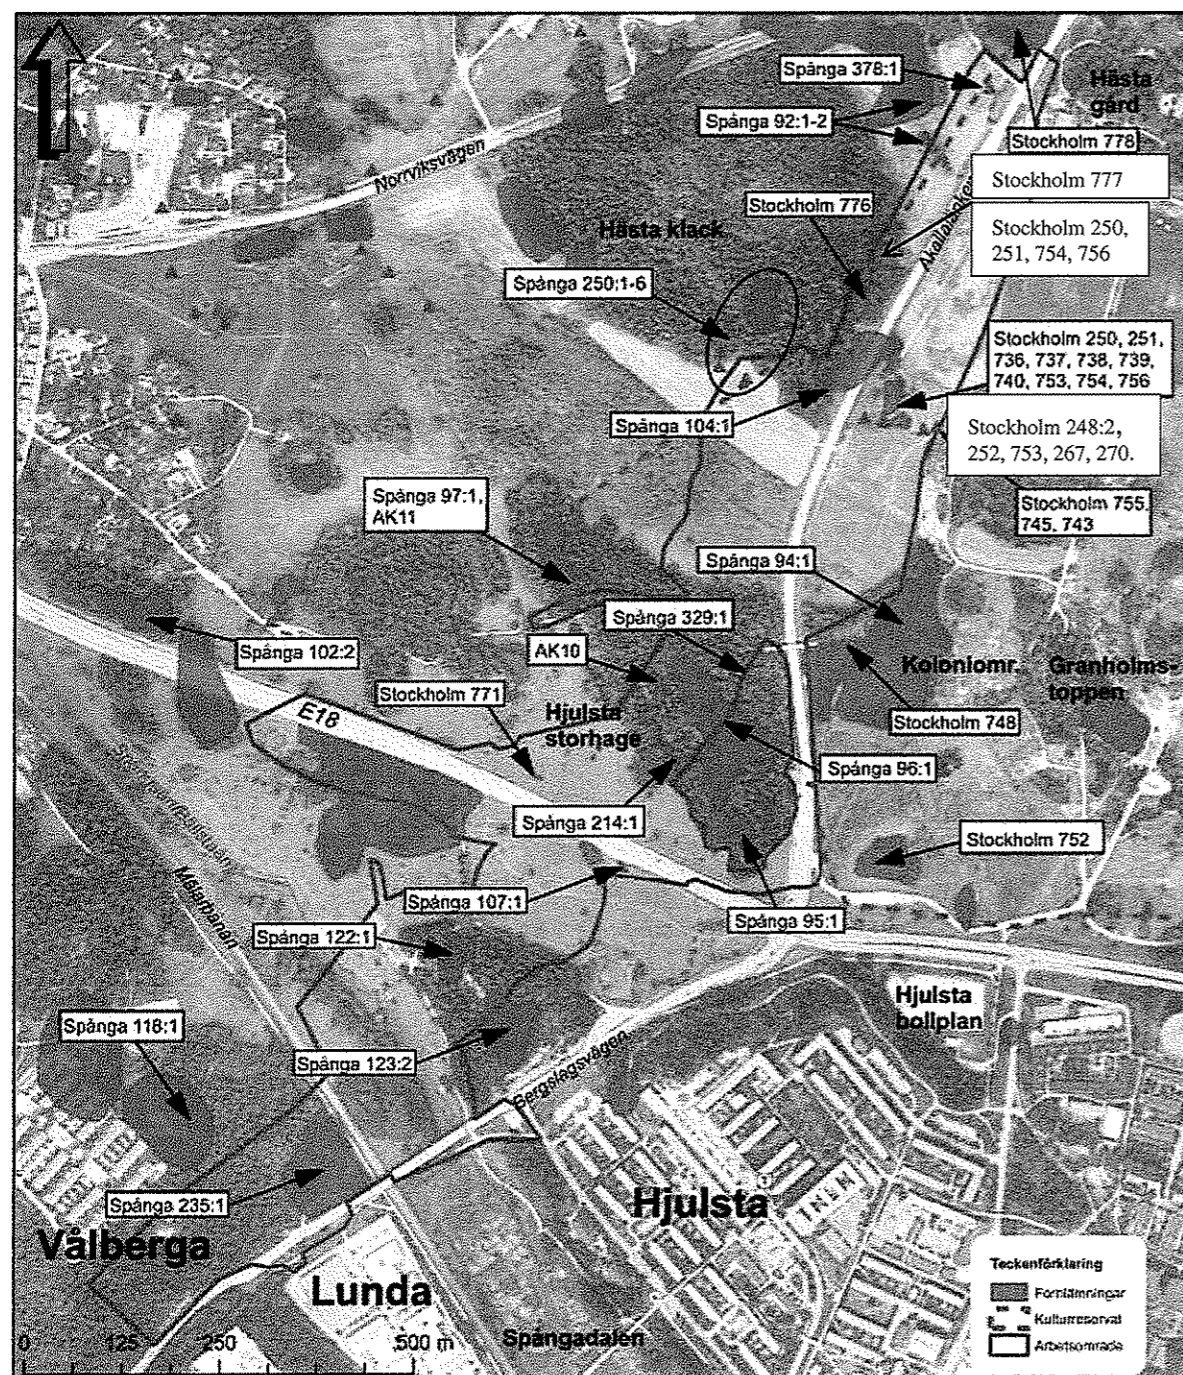 Spånga 378:1
Hästa
gård
Spånga 92:1-2
Stockholm 778
Norrviksvägen
Stockholm 777
Stockholm 776
Hästa klack
Stockholm 250,
251, 754, 756
Spånga 250:1-6
Stockholm 250, 251,
736, 737, 738, 739,
740, 753, 754, 756
Spånga 104:1
Stockholm 248:2,
252, 753, 267, 270.
Spånga 97:1,
AK11
Stockholm 755,
745, 743
Spånga 94:1
Spånga 329:1
AK10
Spånga 102:2
Koloniomr.
Granholms-
toppen
Stockholm 771
E18
Hjulsta
storhage
Stockholm 748
Spånga 96:1
Spånga 214:1
Stockholm 752
Mälarbanan
Spånga 107:1
Spånga 95:1
Spånga 122:1
Hjulsta
bollplan
Spånga 118:1
Spånga 123:2
Bergslagsvägen
Spånga 235:1
Hjulsta
Vålberga
Lunda
Teckenförklaring
Fornlämningar
Kulturreservat
Arbetsområde
Spångadalen
0 125 250 500 m